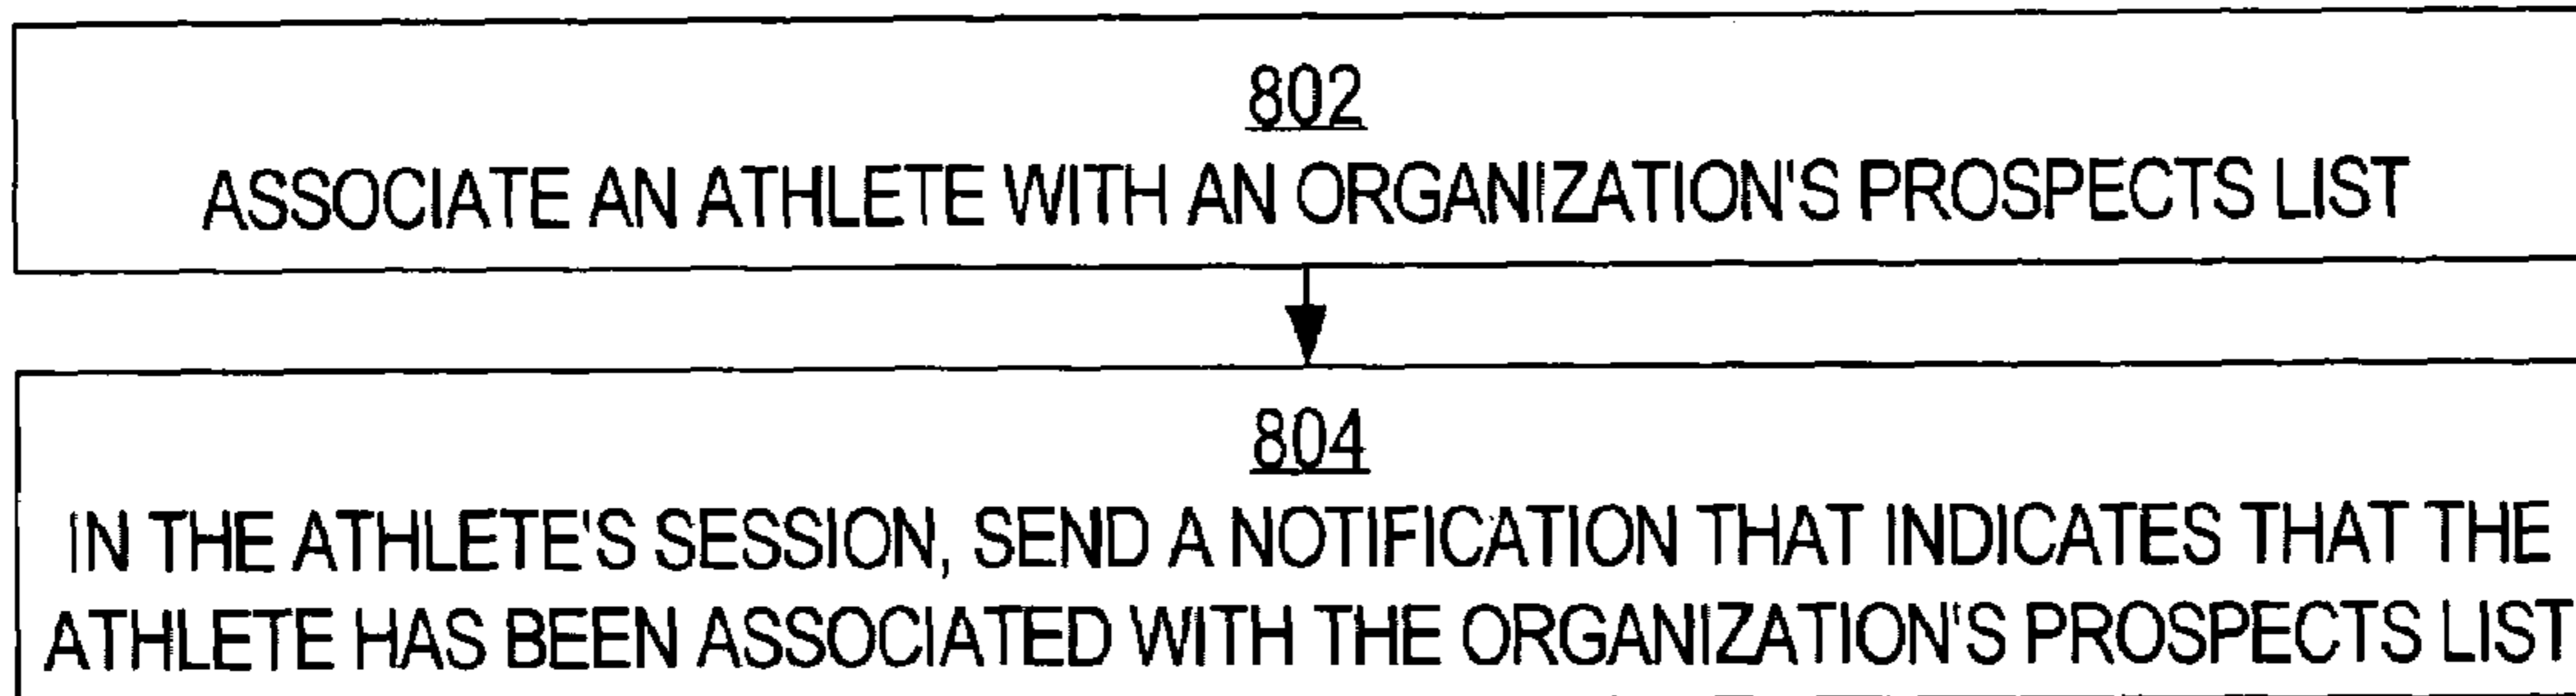 802
ASSOCIATE AN ATHLETE WITH AN ORGANIZATION'S PROSPECTS LIST
804
IN THE ATHLETE'S SESSION, SEND A NOTIFICATION THAT INDICATES THAT THE
ATHLETE HAS BEEN ASSOCIATED WITH THE ORGANIZATION'S PROSPECTS LIST